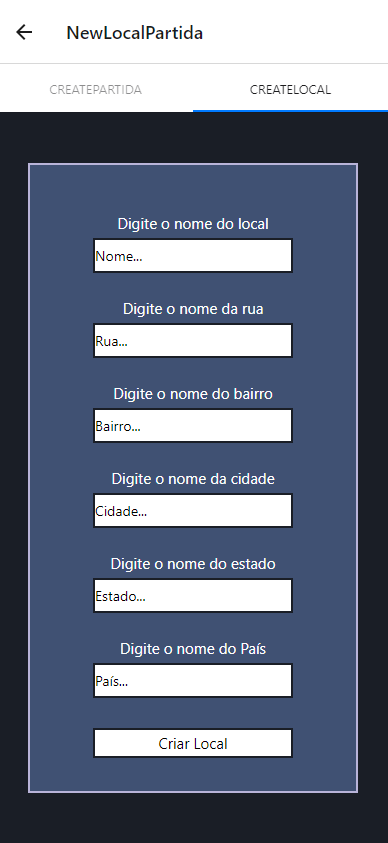 NewLocalPartida
CREATEPARTIDA
CREATELOCAL
Digite o nome do local
Nome...
Digite o nome da rua
Rua...
Digite o nome do bairro
Bairro...
Digite o nome da cidade
Cidade...
Digite o nome do estado
Estado...
Digite o nome do País
País...
Criar Local